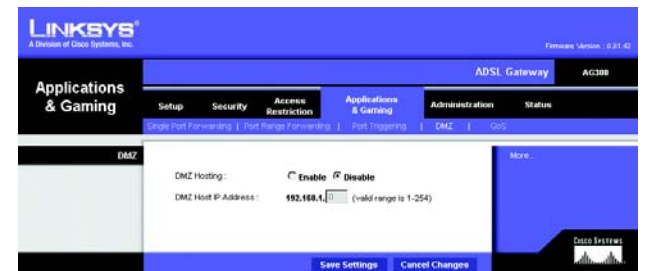 LINKSYS®
A Division of Cisco Systems, Inc.
Firmware Version : 0.01.42
Applications & Gaming
ADSL Gateway AG300
Setup Security Access Restriction Applications & Gaming Administration Status
Single Port Forwarding | Port Range Forwarding | Port Triggering | DMZ | QoS
DMZ
DMZ Hosting : Enable Disable
DMZ Host IP Address : 192.168.1. 0 (valid range is 1-254)
More...
Save Settings Cancel Changes
CISCO SYSTEMS